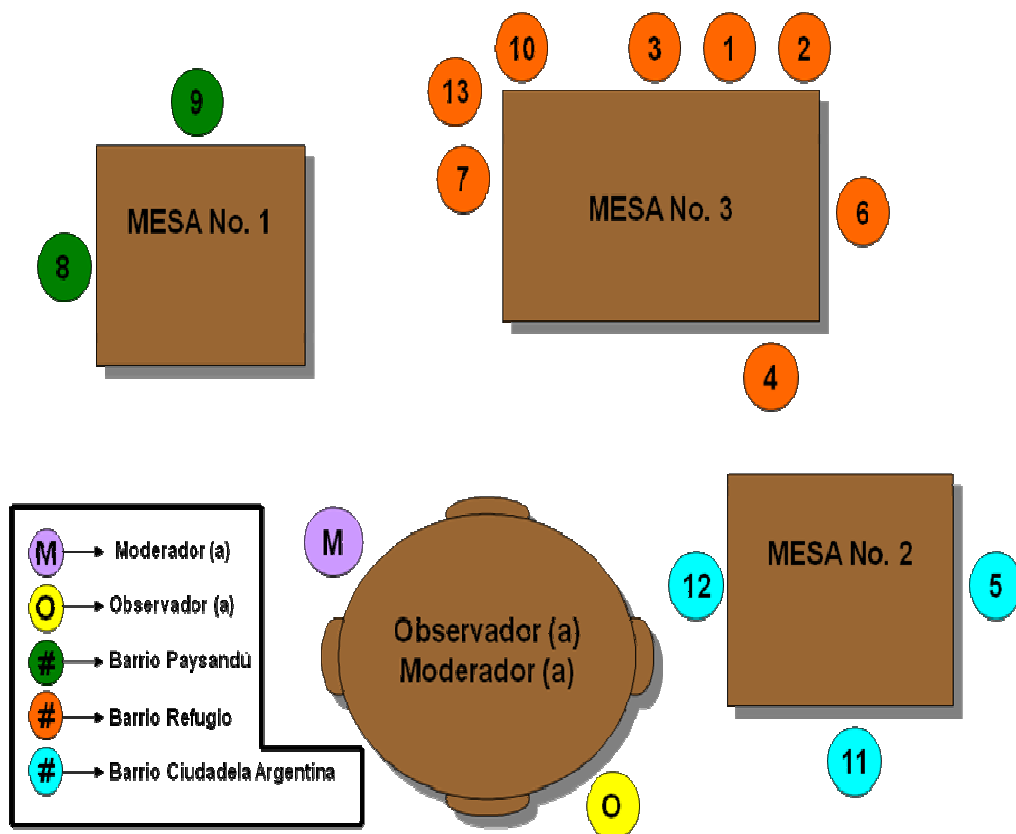 10
3
1
2
13
9
7
MESA No. 3
6
MESA No. 1
8
4
M
Moderador (a)
O
Observador (a)
#
Barrio Paysandú
#
Barrio Refugio
#
Barrio Ciudadela Argentina
M
Observador (a)
Moderador (a)
O
MESA No. 2
12
5
11